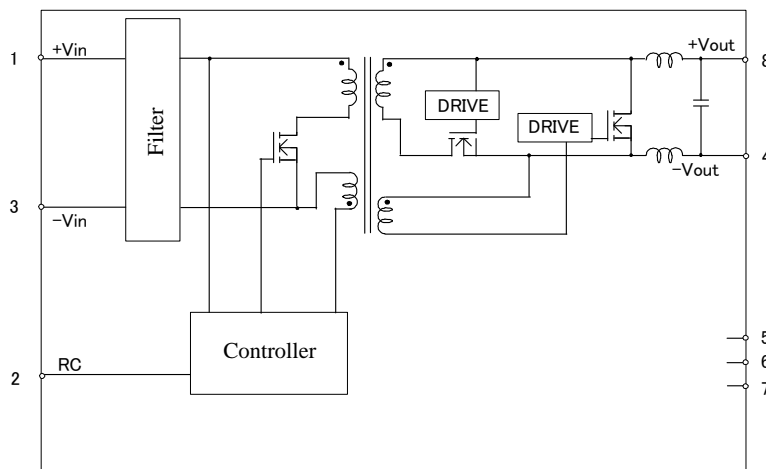 1
+Vin
Filter
DRIVE
DRIVE
+Vout
8
4
−Vout
3
−Vin
Controller
2
RC
5
6
7